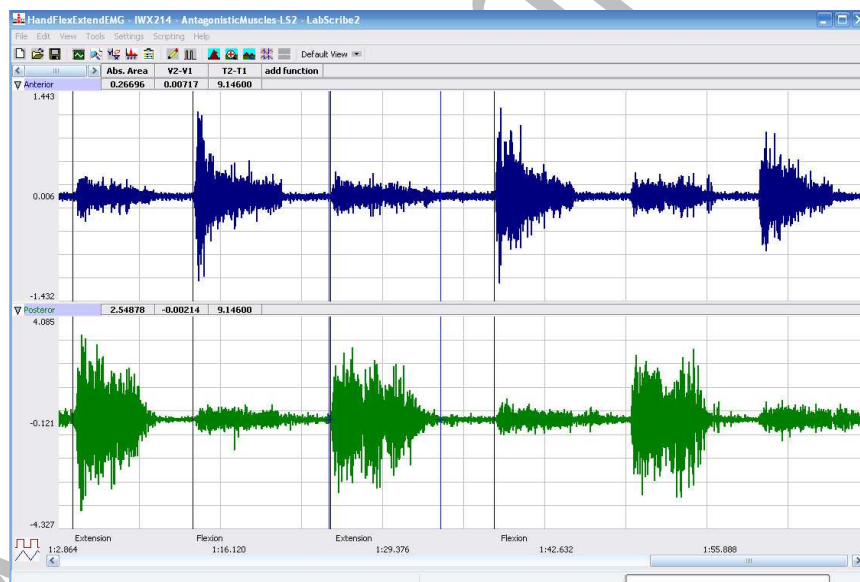 HandFlexExtendEMG - IWX214 - AntagonisticMuscles-LS2 - LabScribe2
File Edit View Tools Settings Scripting Help
Default View
Abs. Area V2-V1 T2-T1 add function
Anterior 0.26696 0.00717 9.14600
1.443
0.006
-1.432
Posteror 2.54878 -0.00214 9.14600
4.085
-0.121
-4.327
Extension Flexion Extension Flexion
1:2.864 1:16.120 1:29.376 1:42.632 1:55.888